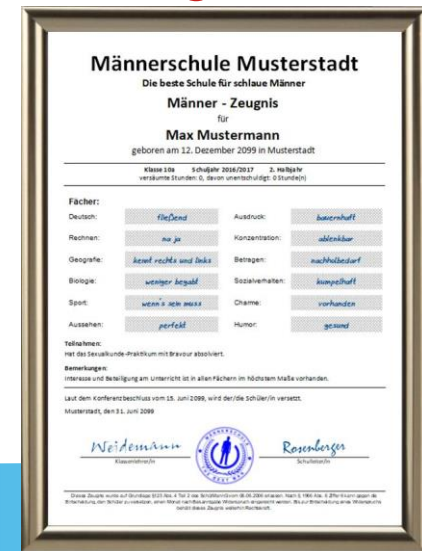 Männerschule Musterstadt
Die beste Schule für schlaue Männer
Männer - Zeugnis
für
Max Mustermann
geboren am 12. Dezember 2099 in Musterstadt
Klasse 10a Schuljahr 2016/2017 2. Halbjahr
versäumte Stunden: 0, davon unentschuldigt: 0 Stunde(n)
Fächer:
Deutsch: fließend Ausdruck: bauernhaft
Rechnen: na ja Konzentration: ablenkbar
Geografie: kennt rechts und links Betragen: nachholbedarf
Biologie: weniger begabt Sozialverhalten: kumpelhaft
Sport: wenn's sein muss Charme: vorhanden
Aussehen: perfekt Humor: gesund
Teilnahmen:
Hat das Sexualkunde-Praktikum mit Bravour absolviert.
Bemerkungen:
Interesse und Beteiligung am Unterricht ist in allen Fächern im höchstem Maße vorhanden.
Laut dem Konferenzbeschluss vom 15. Juni 2099, wird der/die Schüler/in versetzt.
Musterstadt, den 31. Juni 2099
Weidemann Rosenberger
Klassenlehrer/in Schulleiter/in